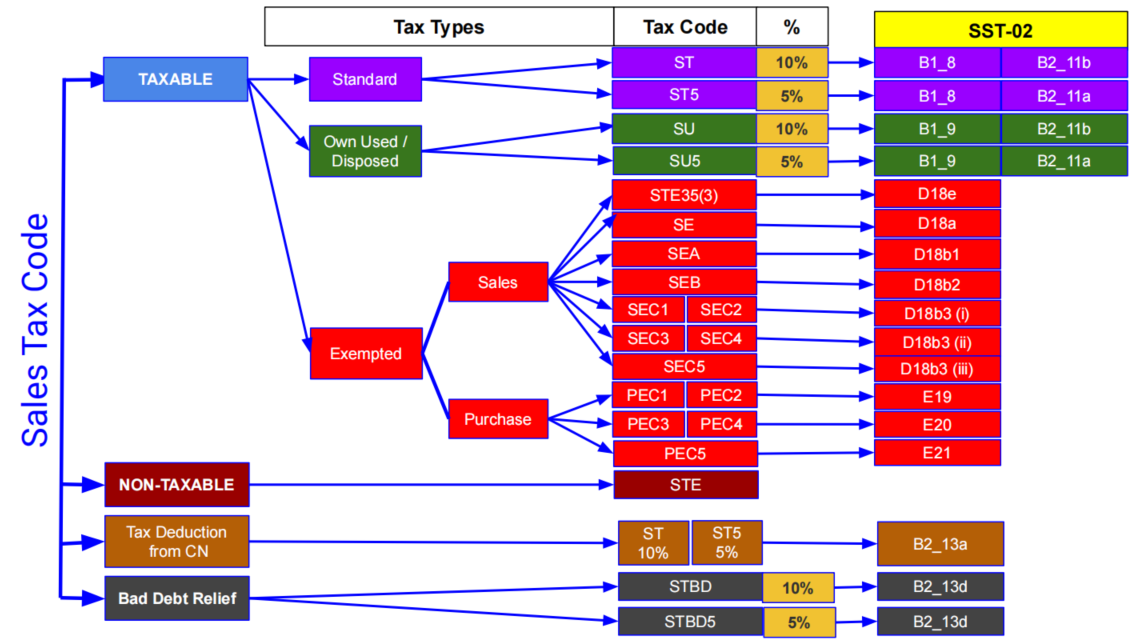 Tax Types Tax Code % SST-02
Sales Tax Code
TAXABLE Standard ST 10% B1_8 B2_11b
ST5 5% B1_8 B2_11a
Own Used /
Disposed
SU 10% B1_9 B2_11b
SU5 5% B1_9 B2_11a
Exempted
Sales
STE35(3) D18e
SE D18a
SEA D18b1
SEB D18b2
SEC1 SEC2 D18b3 (i)
SEC3 SEC4 D18b3 (ii)
SEC5 D18b3 (iii)
Purchase
PEC1 PEC2 E19
PEC3 PEC4 E20
PEC5 E21
NON-TAXABLE STE
Tax Deduction
from CN
ST ST5
10% 5%
B2_13a
Bad Debt Relief STBD 10% B2_13d
STBD5 5% B2_13d